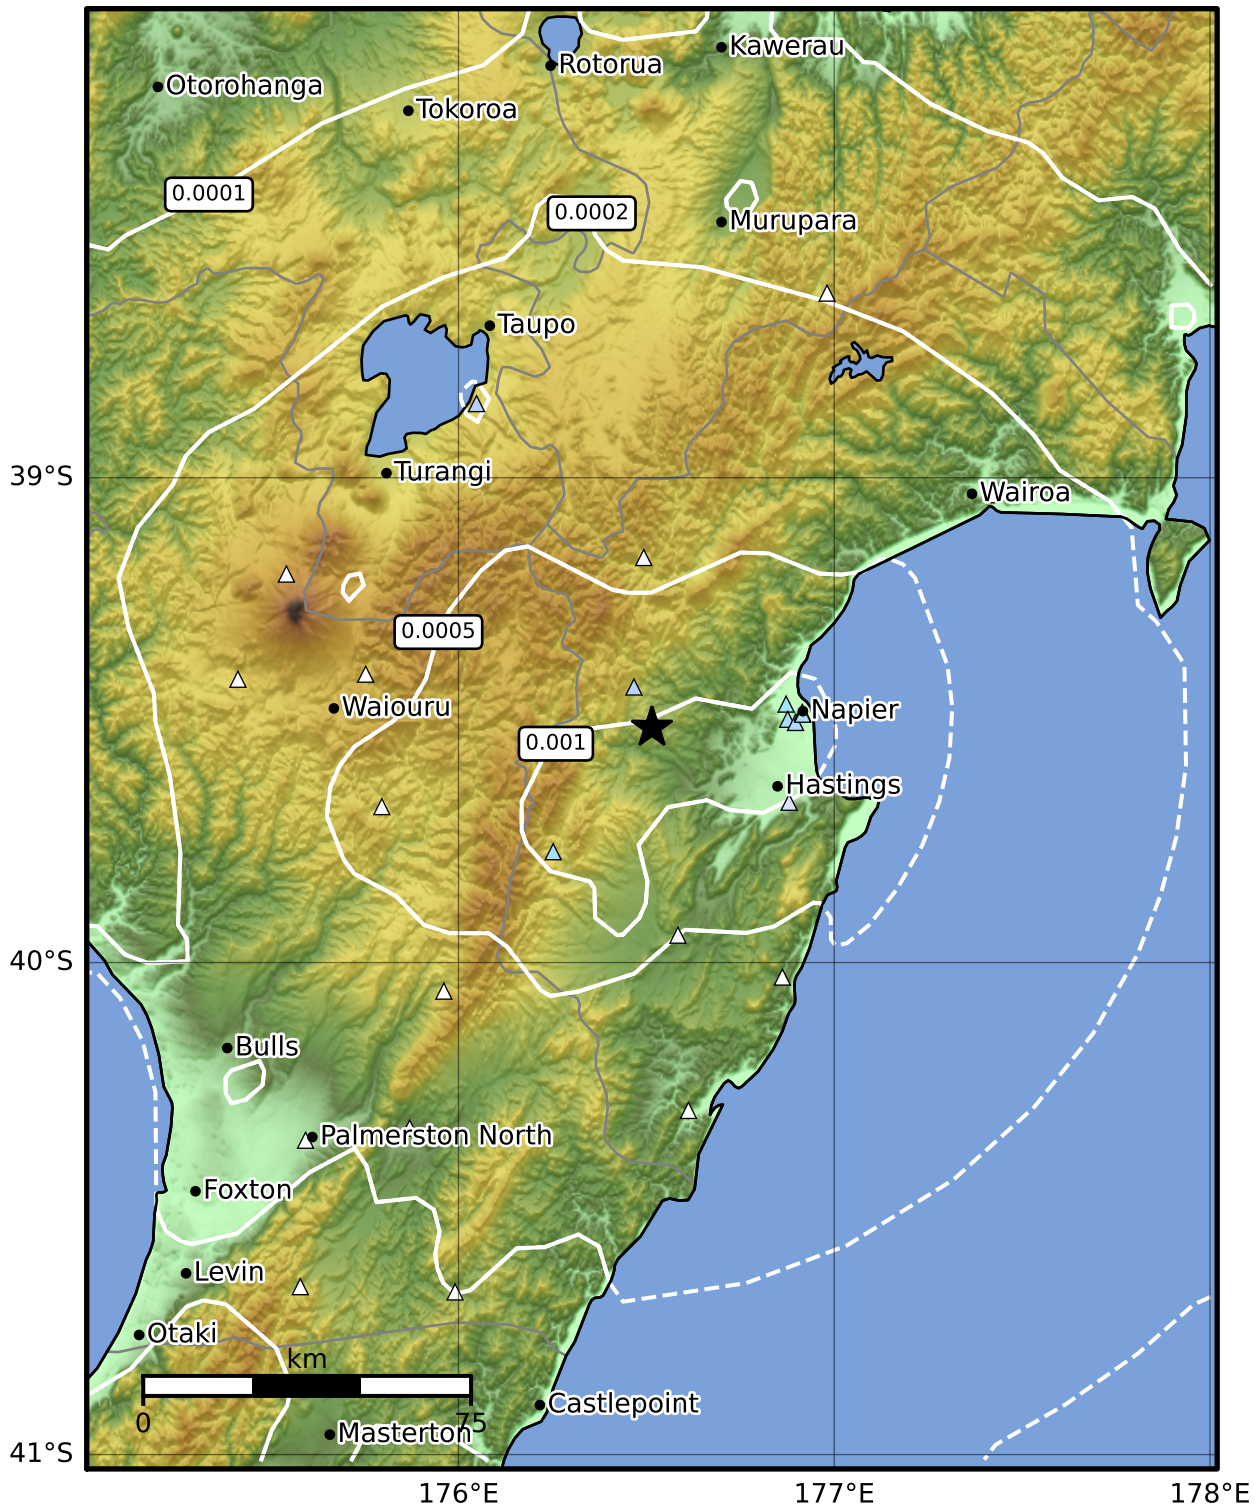 Kawerau
Rotorua
Otorohanga
Tokoroa
0.0001
0.0002
Murupara
Taupo
Turangi
39°S
Wairoa
0.0005
Waiouru
Napier
0.001
Hastings
40°S
Bulls
Palmerston North
Foxton
Levin
Otaki
km
0
75
Castlepoint
Masterton
41°S
176°E
177°E
178°E